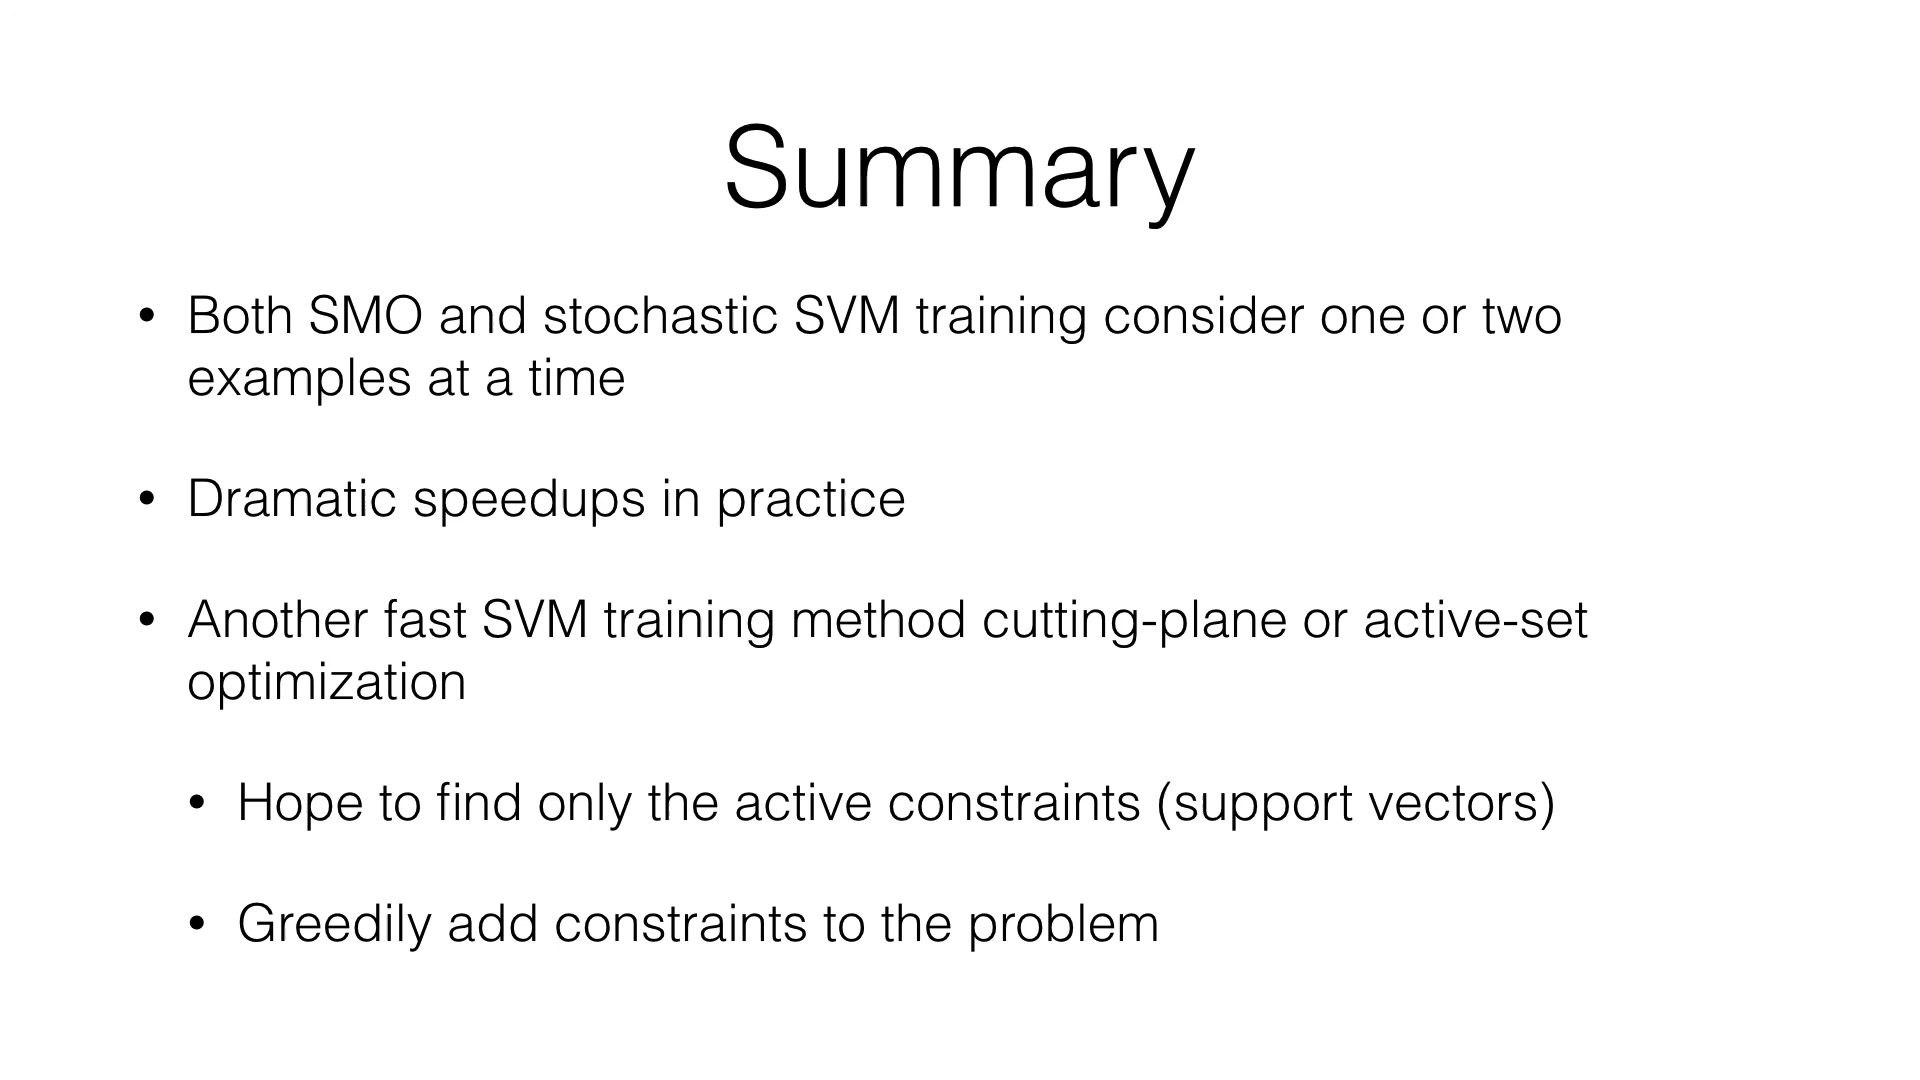 Summary
• Both SMO and stochastic SVM training consider one or two
examples at a time
• Dramatic speedups in practice
• Another fast SVM training method cutting-plane or active-set
optimization
• Hope to find only the active constraints (support vectors)
• Greedily add constraints to the problem